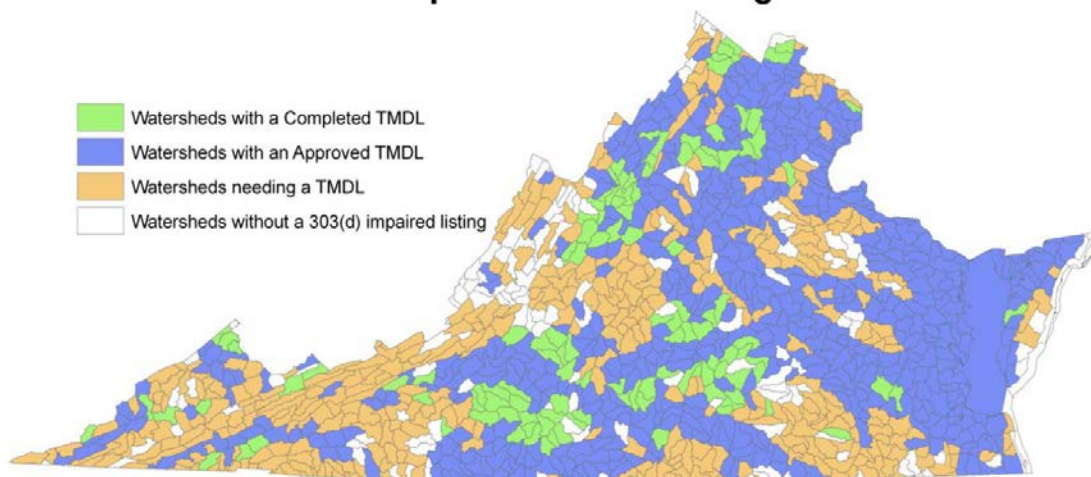 Watersheds with a Completed TMDL
Watersheds with an Approved TMDL
Watersheds needing a TMDL
Watersheds without a 303(d) impaired listing